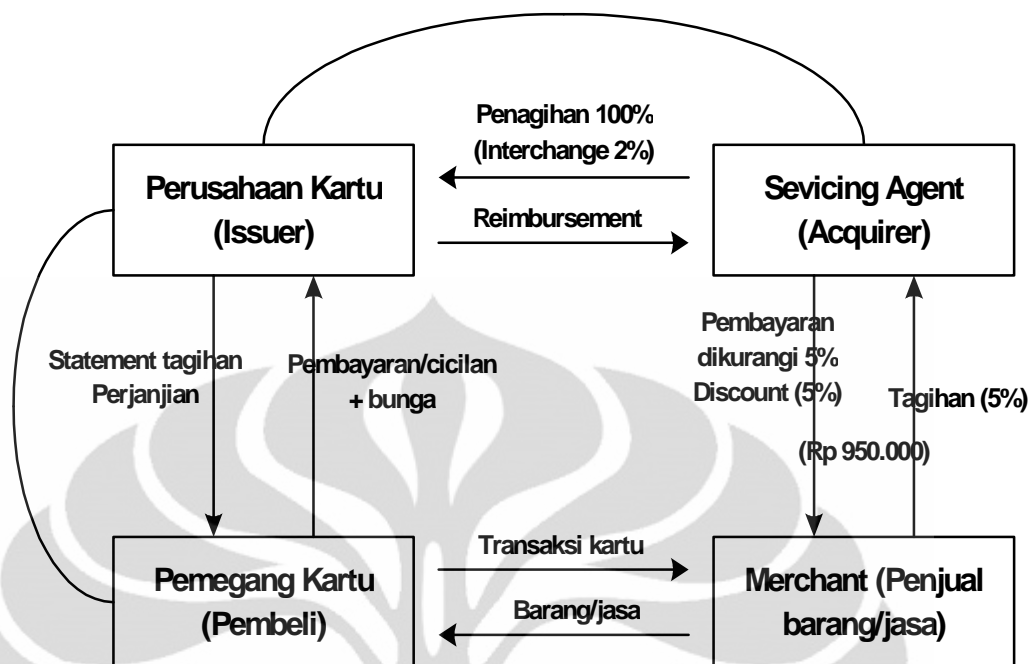 Penagihan 100%
(Interchange 2%)
Perusahaan Kartu
(Issuer)
Sevicing Agent
(Acquirer)
Reimbursement
Statement tagihan
Perjanjian
Pembayaran/cicilan
+ bunga
Pembayaran
dikurangi 5%
Discount (5%)
Tagihan (5%)
(Rp 950.000)
Pemegang Kartu
(Pembeli)
Transaksi kartu
Barang/jasa
Merchant (Penjual
barang/jasa)